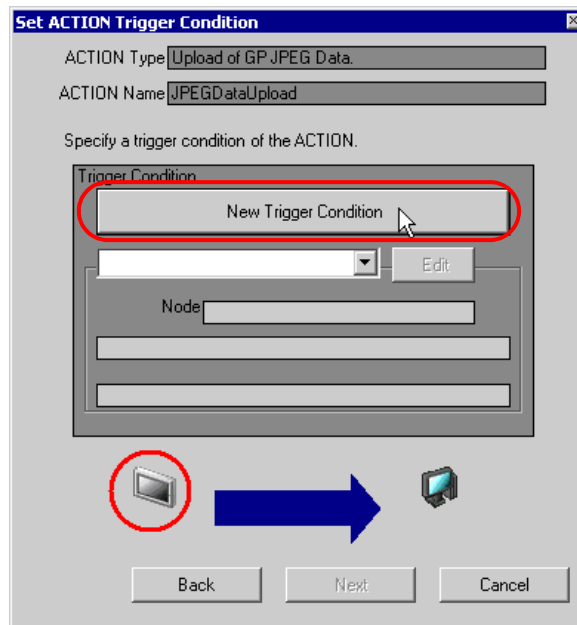 Set ACTION Trigger Condition
ACTION Type Upload of GP JPEG Data.
ACTION Name JPEGDataUpload
Specify a trigger condition of the ACTION.
Trigger Condition
New Trigger Condition
Edit
Node
Back Next Cancel